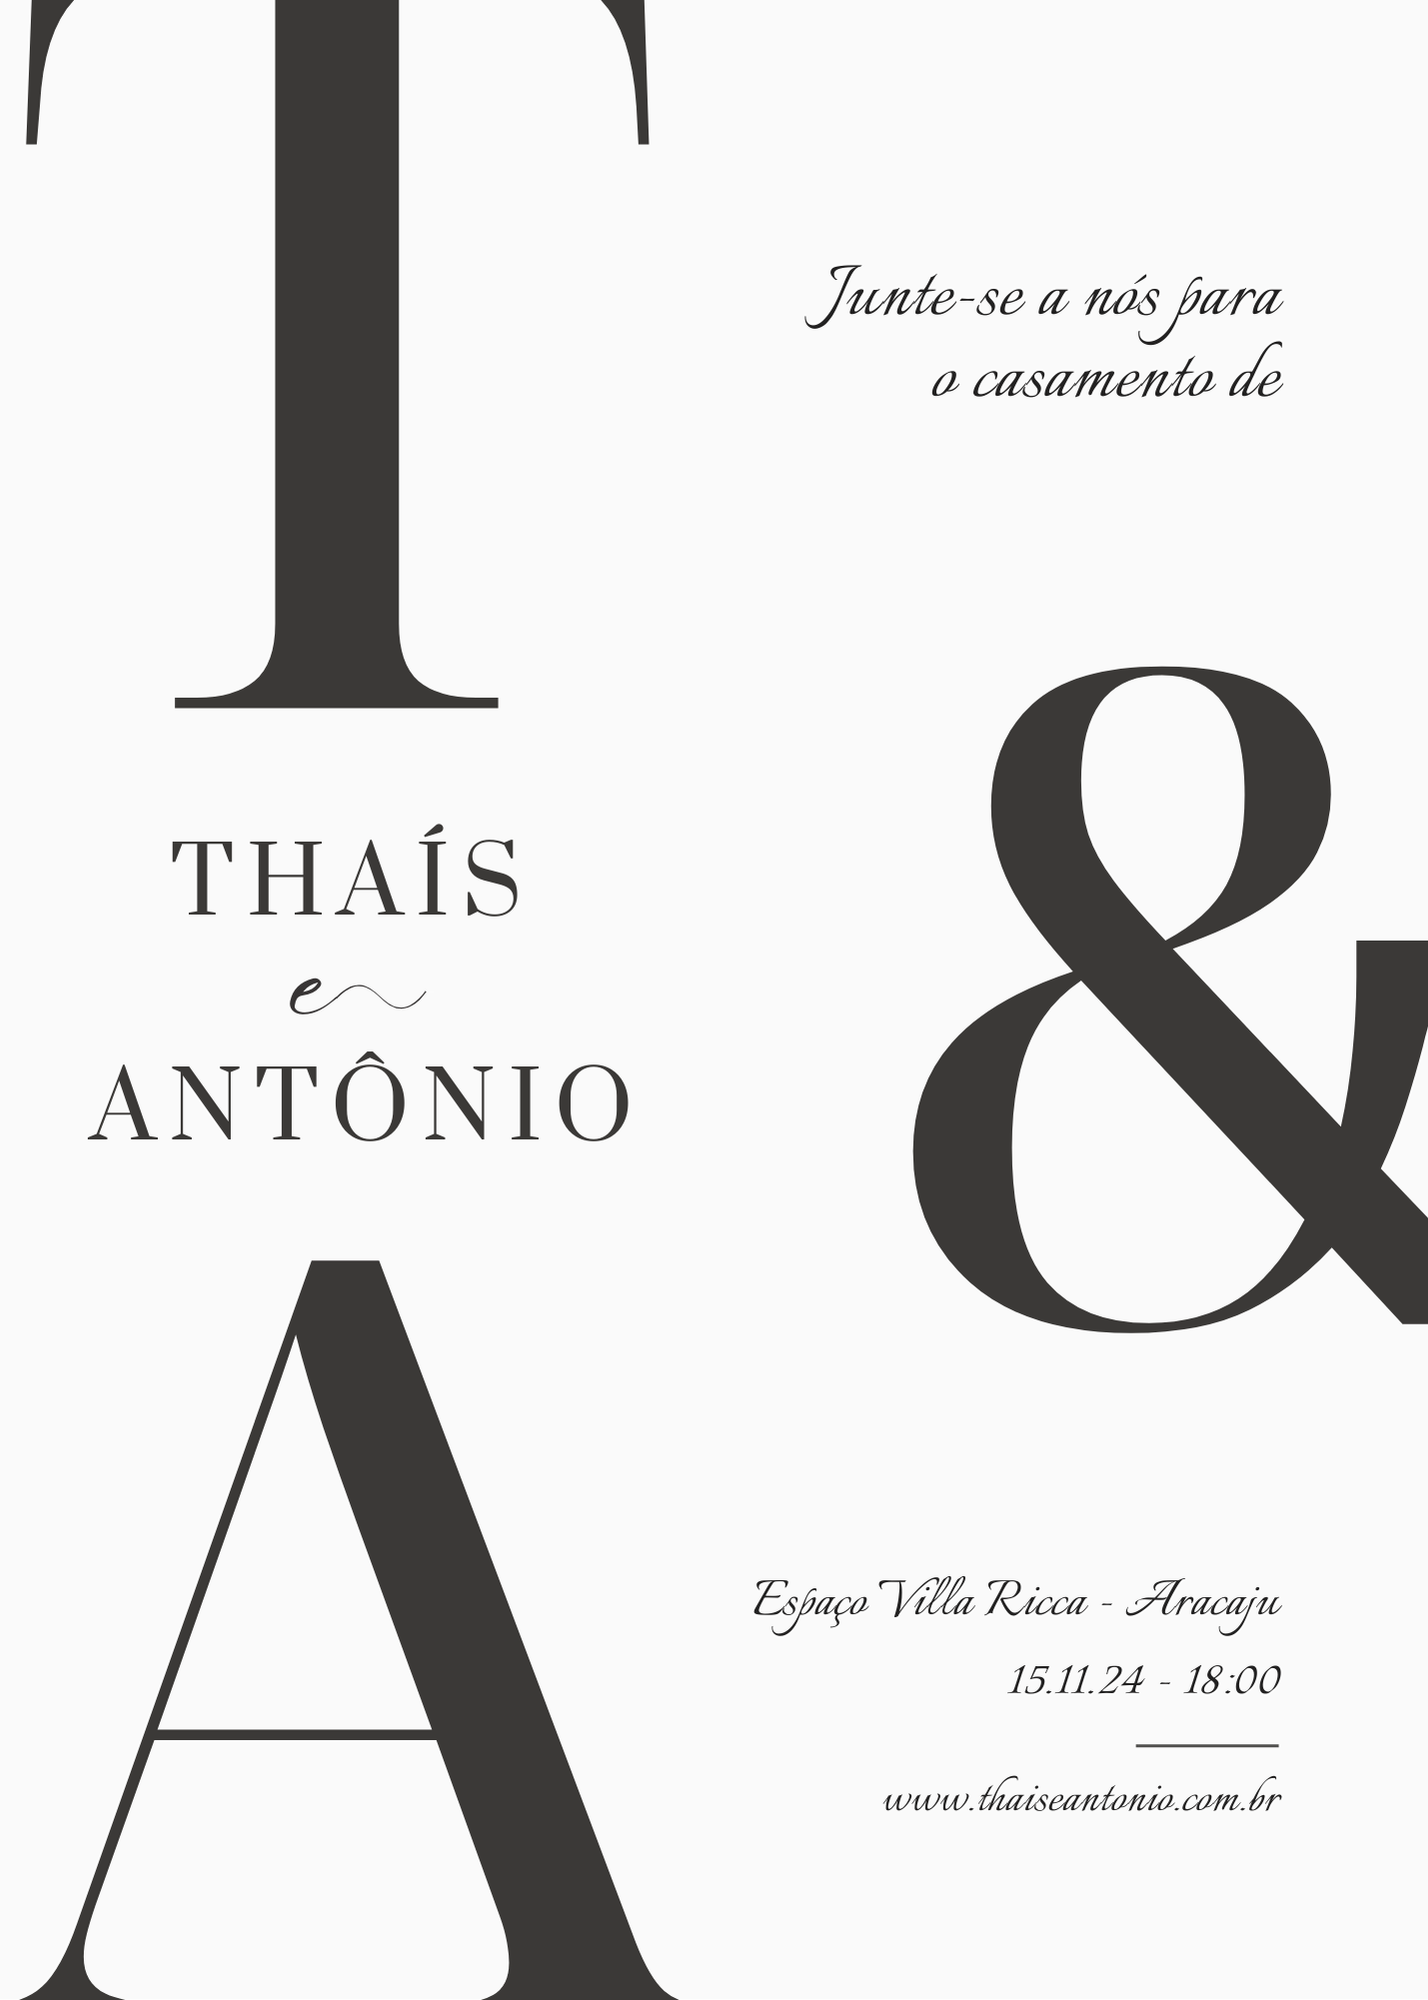 T
Junte-se a nós para
o casamento de
&
THAÍS
e
ANTÔNIO
A
Espaço Villa Ricca - Aracaju
15.11.24 - 18:00
www.thaiseantonio.com.br